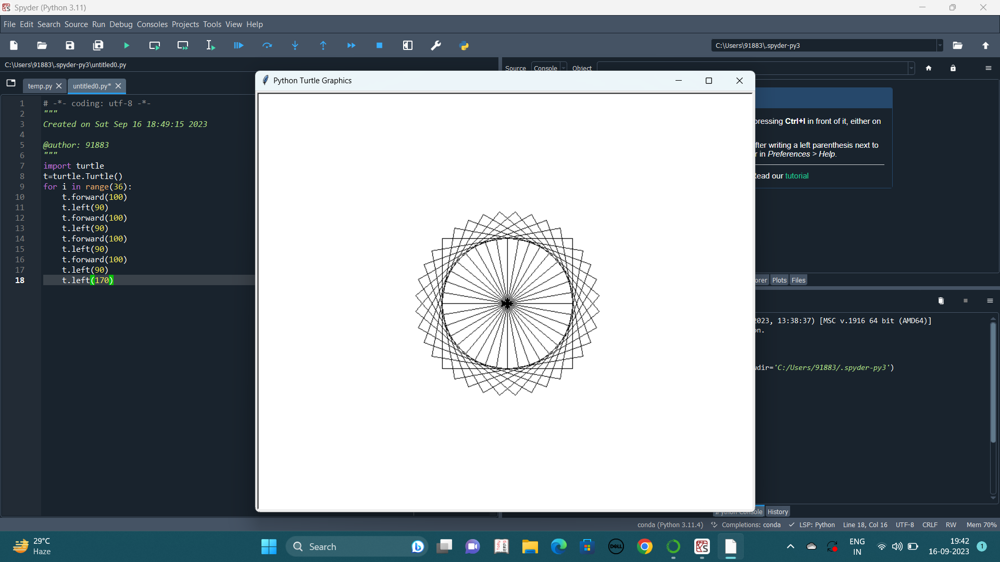 Spyder (Python 3.11)
File Edit Search Source Run Debug Consoles Projects Tools View Help
C:\Users\91883\.spyder-py3
C:\Users\91883\.spyder-py3\untitled0.py
Source Console Object
temp.py
untitled0.py*
Python Turtle Graphics
1 # -*- coding: utf-8 -*-
2 """
3 Created on Sat Sep 16 18:49:15 2023
4
5 @author: 91883
6 """
7 import turtle
8 t=turtle.Turtle()
9 for i in range(36):
10 t.forward(100)
11 t.left(90)
12 t.forward(100)
13 t.left(90)
14 t.forward(100)
15 t.left(90)
16 t.forward(100)
17 t.left(90)
18 t.left(170)
pressing Ctrl+I in front of it, either on
fter writing a left parenthesis next to
r in Preferences > Help.
Read our tutorial
orer Plots Files
2023, 13:38:37) [MSC v.1916 64 bit (AMD64)]
on.
wdir='C:/Users/91883/.spyder-py3')
IPython Console History
conda (Python 3.11.4) Completions: conda LSP: Python Line 18, Col 16 UTF-8 CRLF RW Mem 70%
29°C
Haze
Search
Tally
ERP9
DELL
ENG
IN
19:42
16-09-2023
1